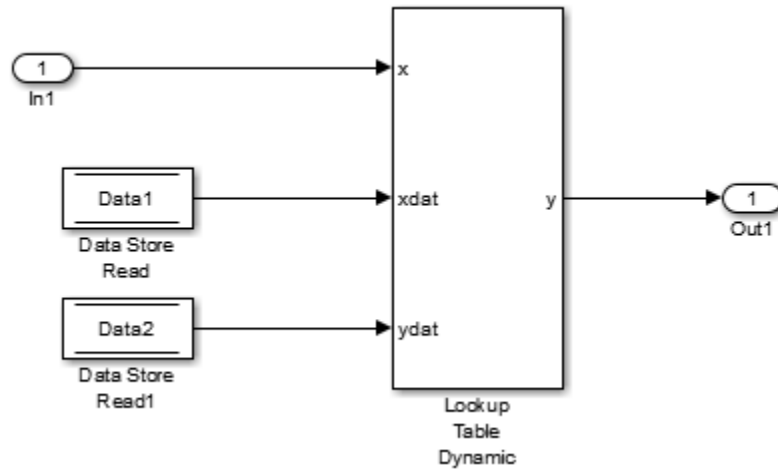 1
In1
x
Data1
Data Store
Read
xdat
y
1
Out1
Data2
Data Store
Read1
ydat
Lookup
Table
Dynamic